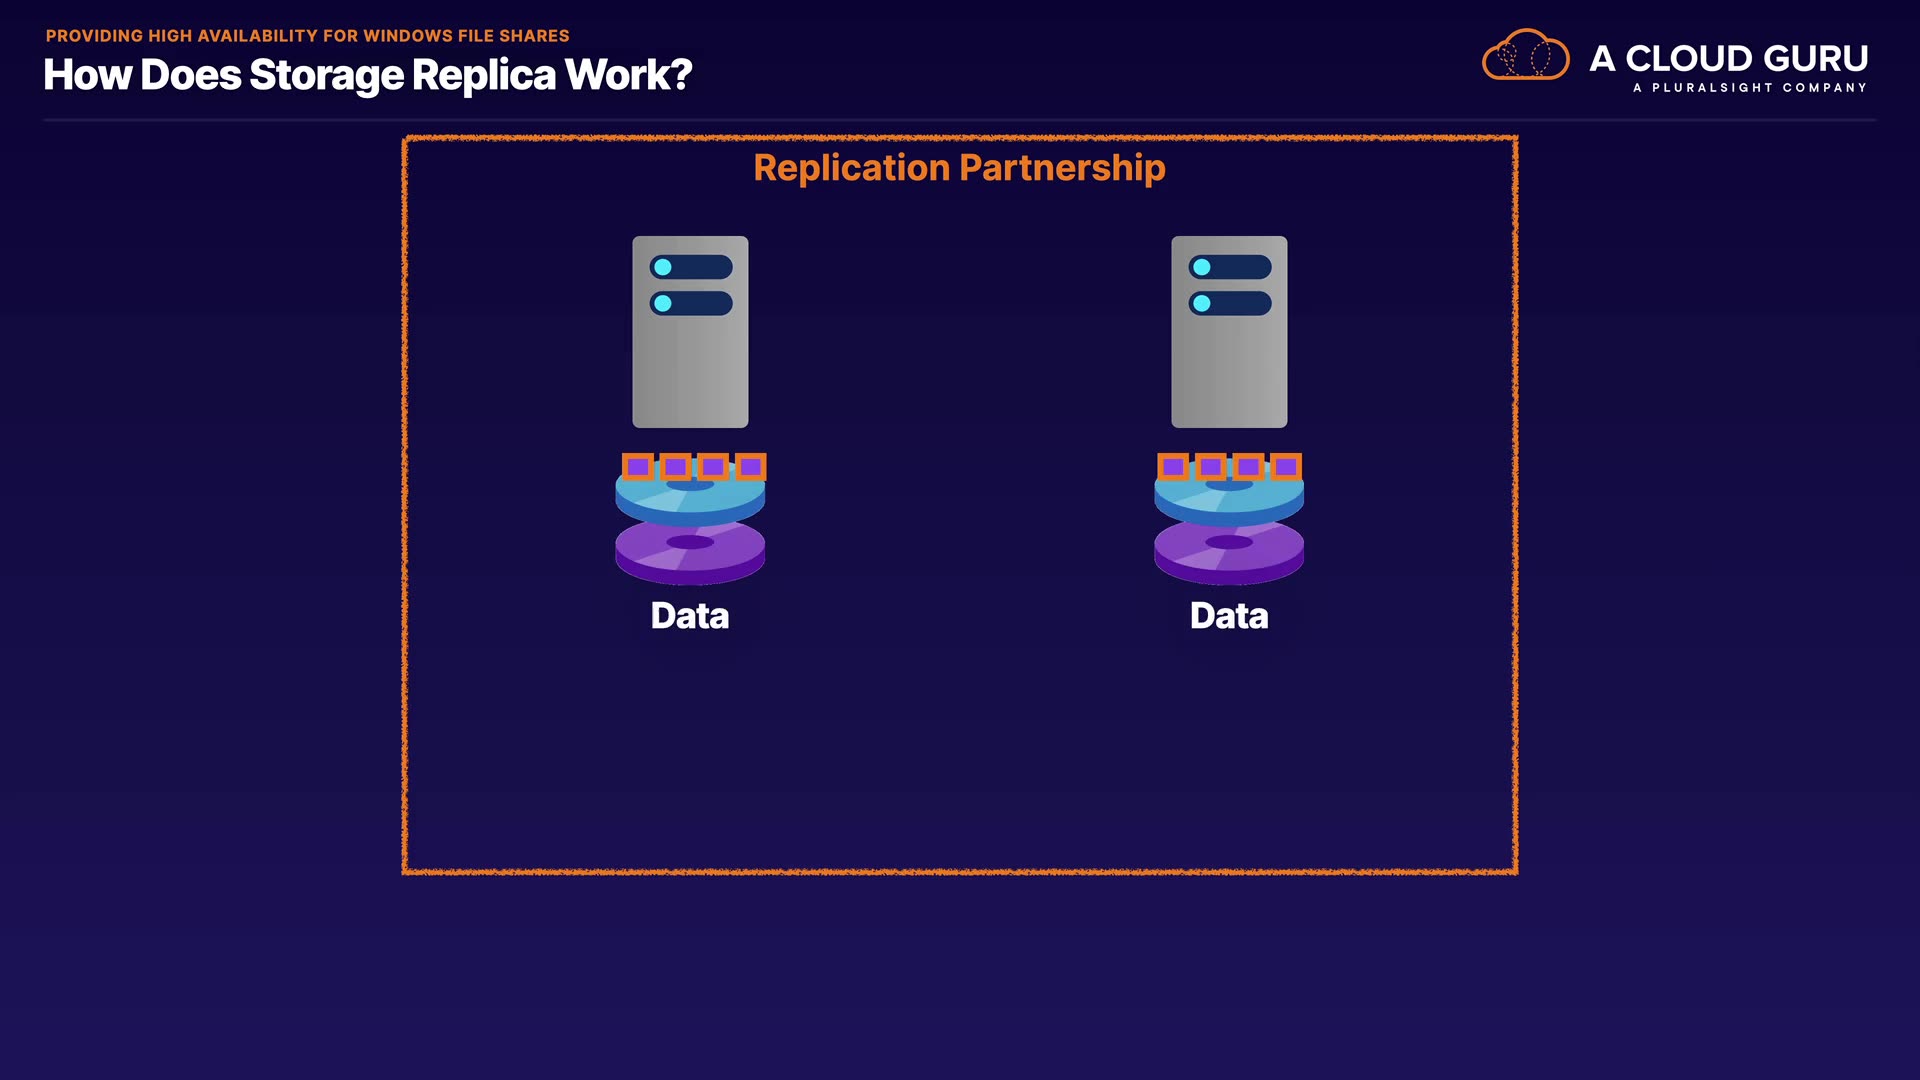 PROVIDING HIGH AVAILABILITY FOR WINDOWS FILE SHARES
How Does Storage Replica Work?
A CLOUD GURU
A PLURALSIGHT COMPANY
Replication Partnership
Data
Data